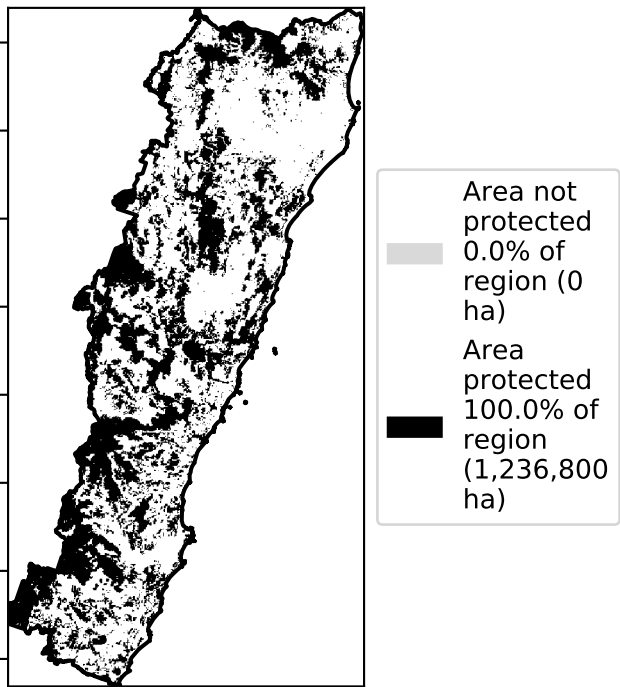 Area not
protected
0.0% of
region (0
ha)
Area
protected
100.0% of
region
(1,236,800
ha)